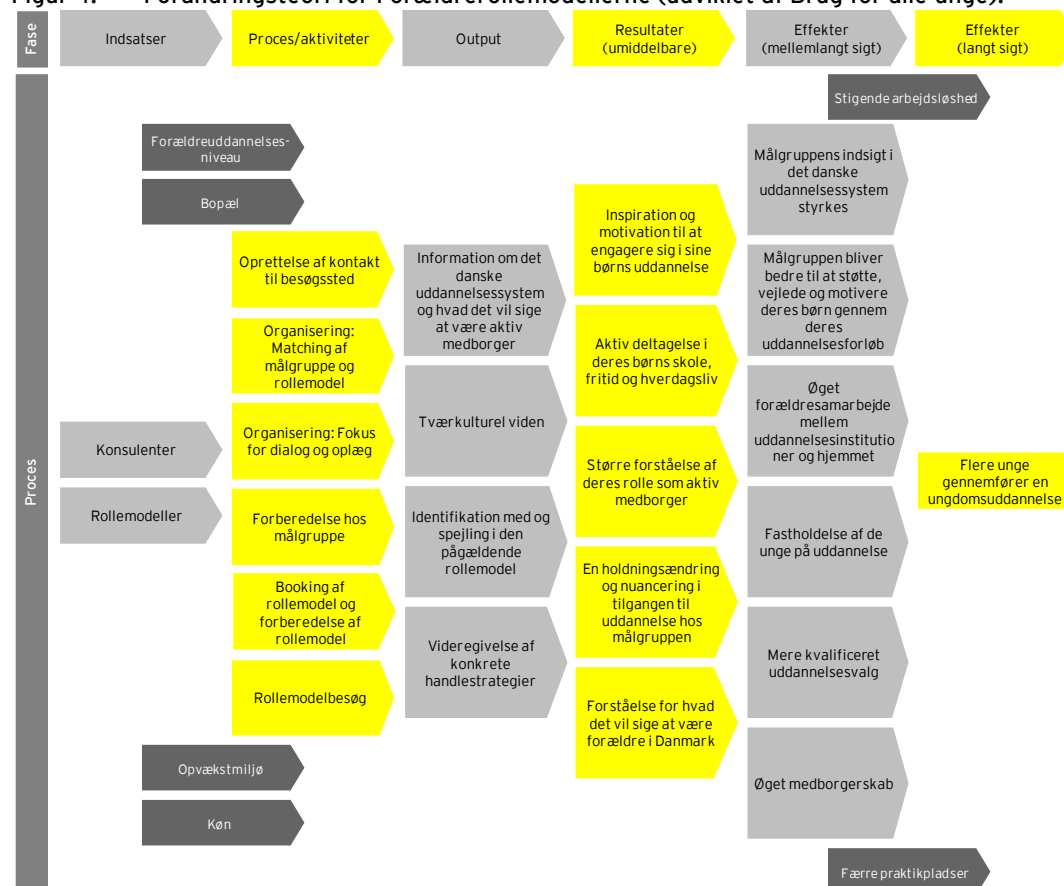 Figur 4. Forandringsteori for Forældrerollemodellerne (udviklet af Brug for alle unge).
Fase
Indsatser
Proces/aktiviteter
Output
Resultater
(umiddelbare)
Effekter
(mellemlangt sigt)
Effekter
(langt sigt)
Proces
Stigende arbejdsløshed
Forældreuddannelses-
niveau
Bopæl
Konsulenter
Rollemodeller
Opvækstmiljø
Køn
Oprettelse af kontakt
til besøgssted
Organisering:
Matching af
målgruppe og
rollemodel
Organisering: Fokus
for dialog og oplæg
Forberedelse hos
målgruppe
Booking af
rollemodel og
forberedelse af
rollemodel
Rollemodelbesøg
Information om det
danske
uddannelsessystem
og hvad det vil sige
at være aktiv
medborger
Tværkulturel viden
Identifikation med og
spejling i den
pågældende
rollemodel
Videregivelse af
konkrete
handlestrategier
Inspiration og
motivation til at
engagere sig i sine
børns uddannelse
Aktiv deltagelse i
deres børns skole,
fritid og hverdagsliv
Større forståelse af
deres rolle som aktiv
medborger
En holdningsændring
og nuancering i
tilgangen til
uddannelse hos
målgruppen
Forståelse for hvad
det vil sige at være
forældre i Danmark
Målgruppens indsigt i
det danske
uddannelsessystem
styrkes
Målgruppen bliver
bedre til at støtte,
vejlede og motivere
deres børn gennem
deres
uddannelsesforløb
Øget
forældresamarbejde
mellem
uddannelsesinstitutio
ner og hjemmet
Fastholdelse af de
unge på uddannelse
Mere kvalificeret
uddannelsesvalg
Øget medborgerskab
Flere unge
gennemfører en
ungdomsuddannelse
Færre praktikpladser